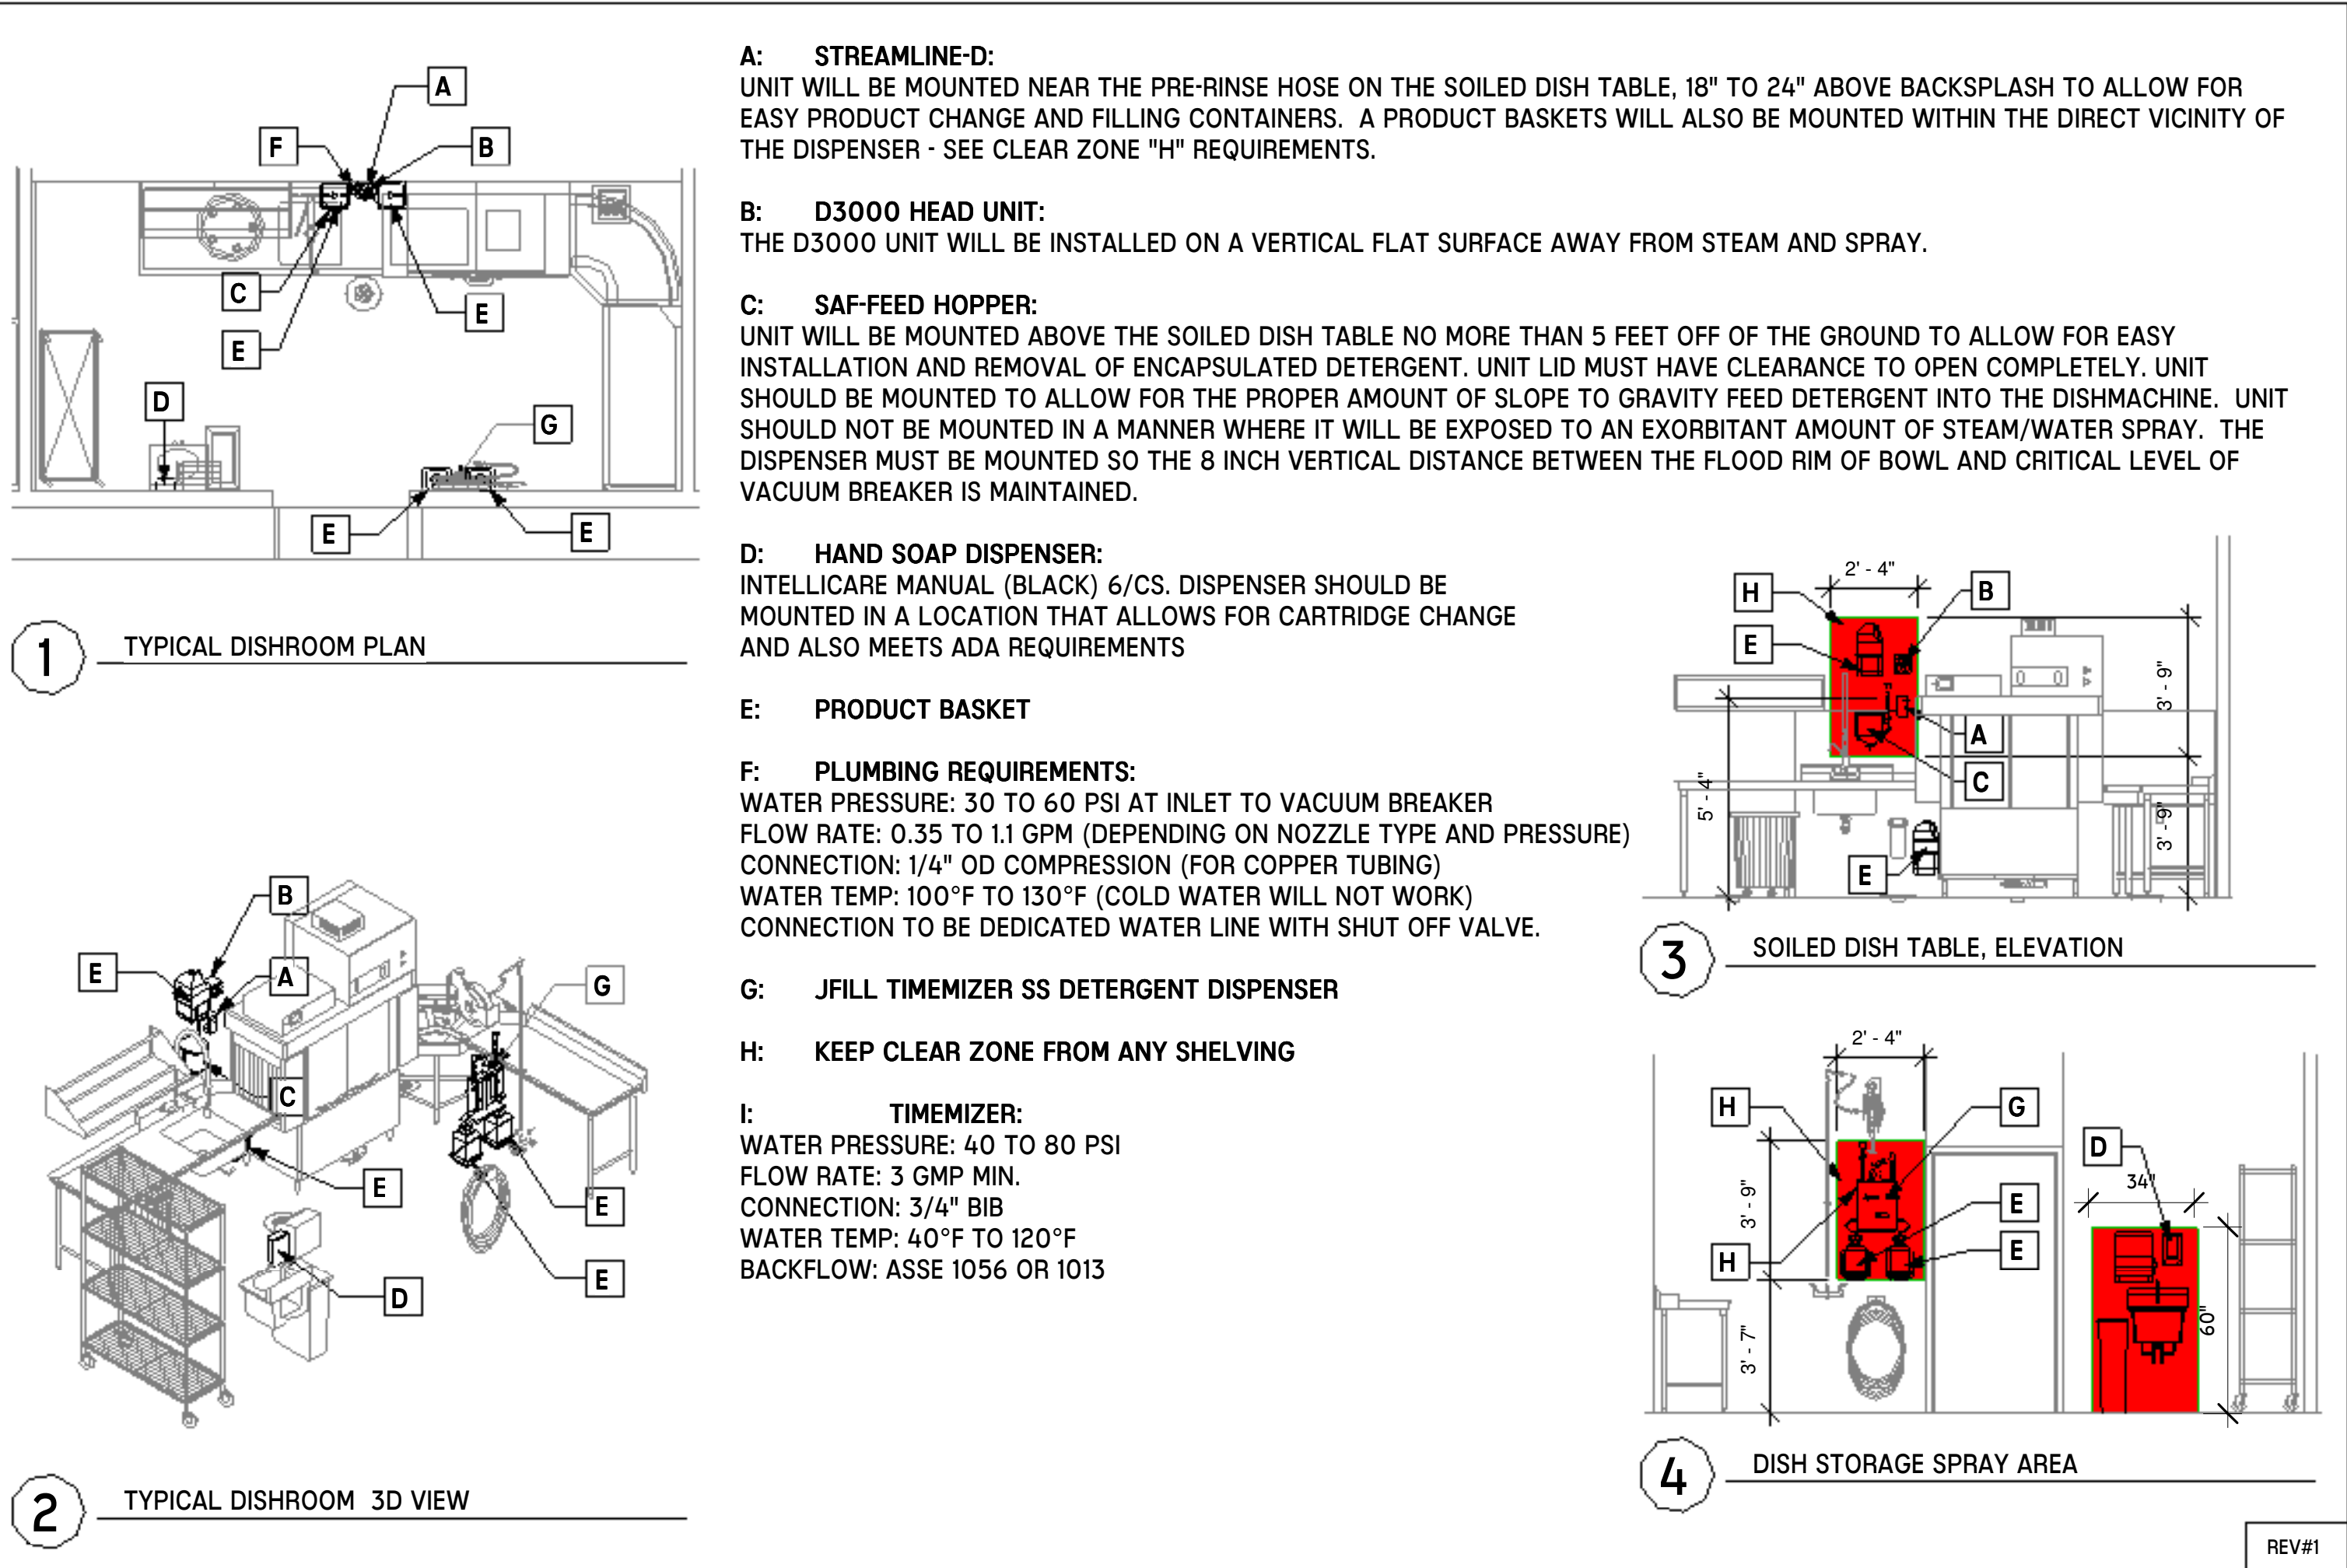 A
F
B
C
E
E
D
G
E
E
1
TYPICAL DISHROOM PLAN
B
E
A
G
C
E
E
E
D
2
TYPICAL DISHROOM 3D VIEW
A: STREAMLINE-D:
UNIT WILL BE MOUNTED NEAR THE PRE-RINSE HOSE ON THE SOILED DISH TABLE, 18" TO 24" ABOVE BACKSPLASH TO ALLOW FOR
EASY PRODUCT CHANGE AND FILLING CONTAINERS. A PRODUCT BASKETS WILL ALSO BE MOUNTED WITHIN THE DIRECT VICINITY OF
THE DISPENSER - SEE CLEAR ZONE "H" REQUIREMENTS.
B: D3000 HEAD UNIT:
THE D3000 UNIT WILL BE INSTALLED ON A VERTICAL FLAT SURFACE AWAY FROM STEAM AND SPRAY.
C: SAF-FEED HOPPER:
UNIT WILL BE MOUNTED ABOVE THE SOILED DISH TABLE NO MORE THAN 5 FEET OFF OF THE GROUND TO ALLOW FOR EASY
INSTALLATION AND REMOVAL OF ENCAPSULATED DETERGENT. UNIT LID MUST HAVE CLEARANCE TO OPEN COMPLETELY. UNIT
SHOULD BE MOUNTED TO ALLOW FOR THE PROPER AMOUNT OF SLOPE TO GRAVITY FEED DETERGENT INTO THE DISHMACHINE. UNIT
SHOULD NOT BE MOUNTED IN A MANNER WHERE IT WILL BE EXPOSED TO AN EXORBITANT AMOUNT OF STEAM/WATER SPRAY. THE
DISPENSER MUST BE MOUNTED SO THE 8 INCH VERTICAL DISTANCE BETWEEN THE FLOOD RIM OF BOWL AND CRITICAL LEVEL OF
VACUUM BREAKER IS MAINTAINED.
D: HAND SOAP DISPENSER:
INTELLICARE MANUAL (BLACK) 6/CS. DISPENSER SHOULD BE
MOUNTED IN A LOCATION THAT ALLOWS FOR CARTRIDGE CHANGE
AND ALSO MEETS ADA REQUIREMENTS
E: PRODUCT BASKET
F: PLUMBING REQUIREMENTS:
WATER PRESSURE: 30 TO 60 PSI AT INLET TO VACUUM BREAKER
FLOW RATE: 0.35 TO 1.1 GPM (DEPENDING ON NOZZLE TYPE AND PRESSURE)
CONNECTION: 1/4" OD COMPRESSION (FOR COPPER TUBING)
WATER TEMP: 100°F TO 130°F (COLD WATER WILL NOT WORK)
CONNECTION TO BE DEDICATED WATER LINE WITH SHUT OFF VALVE.
G: JFILL TIMEMIZER SS DETERGENT DISPENSER
H: KEEP CLEAR ZONE FROM ANY SHELVING
I: TIMEMIZER:
WATER PRESSURE: 40 TO 80 PSI
FLOW RATE: 3 GMP MIN.
CONNECTION: 3/4" BIB
WATER TEMP: 40°F TO 120°F
BACKFLOW: ASSE 1056 OR 1013
2' - 4"
H
B
E
3' - 9"
A
C
5' - 4"
3' - 9"
E
3
SOILED DISH TABLE, ELEVATION
2' - 4"
H
G
D
34"
3' - 9"
E
E
H
60"
3' - 7"
4
DISH STORAGE SPRAY AREA
REV#1